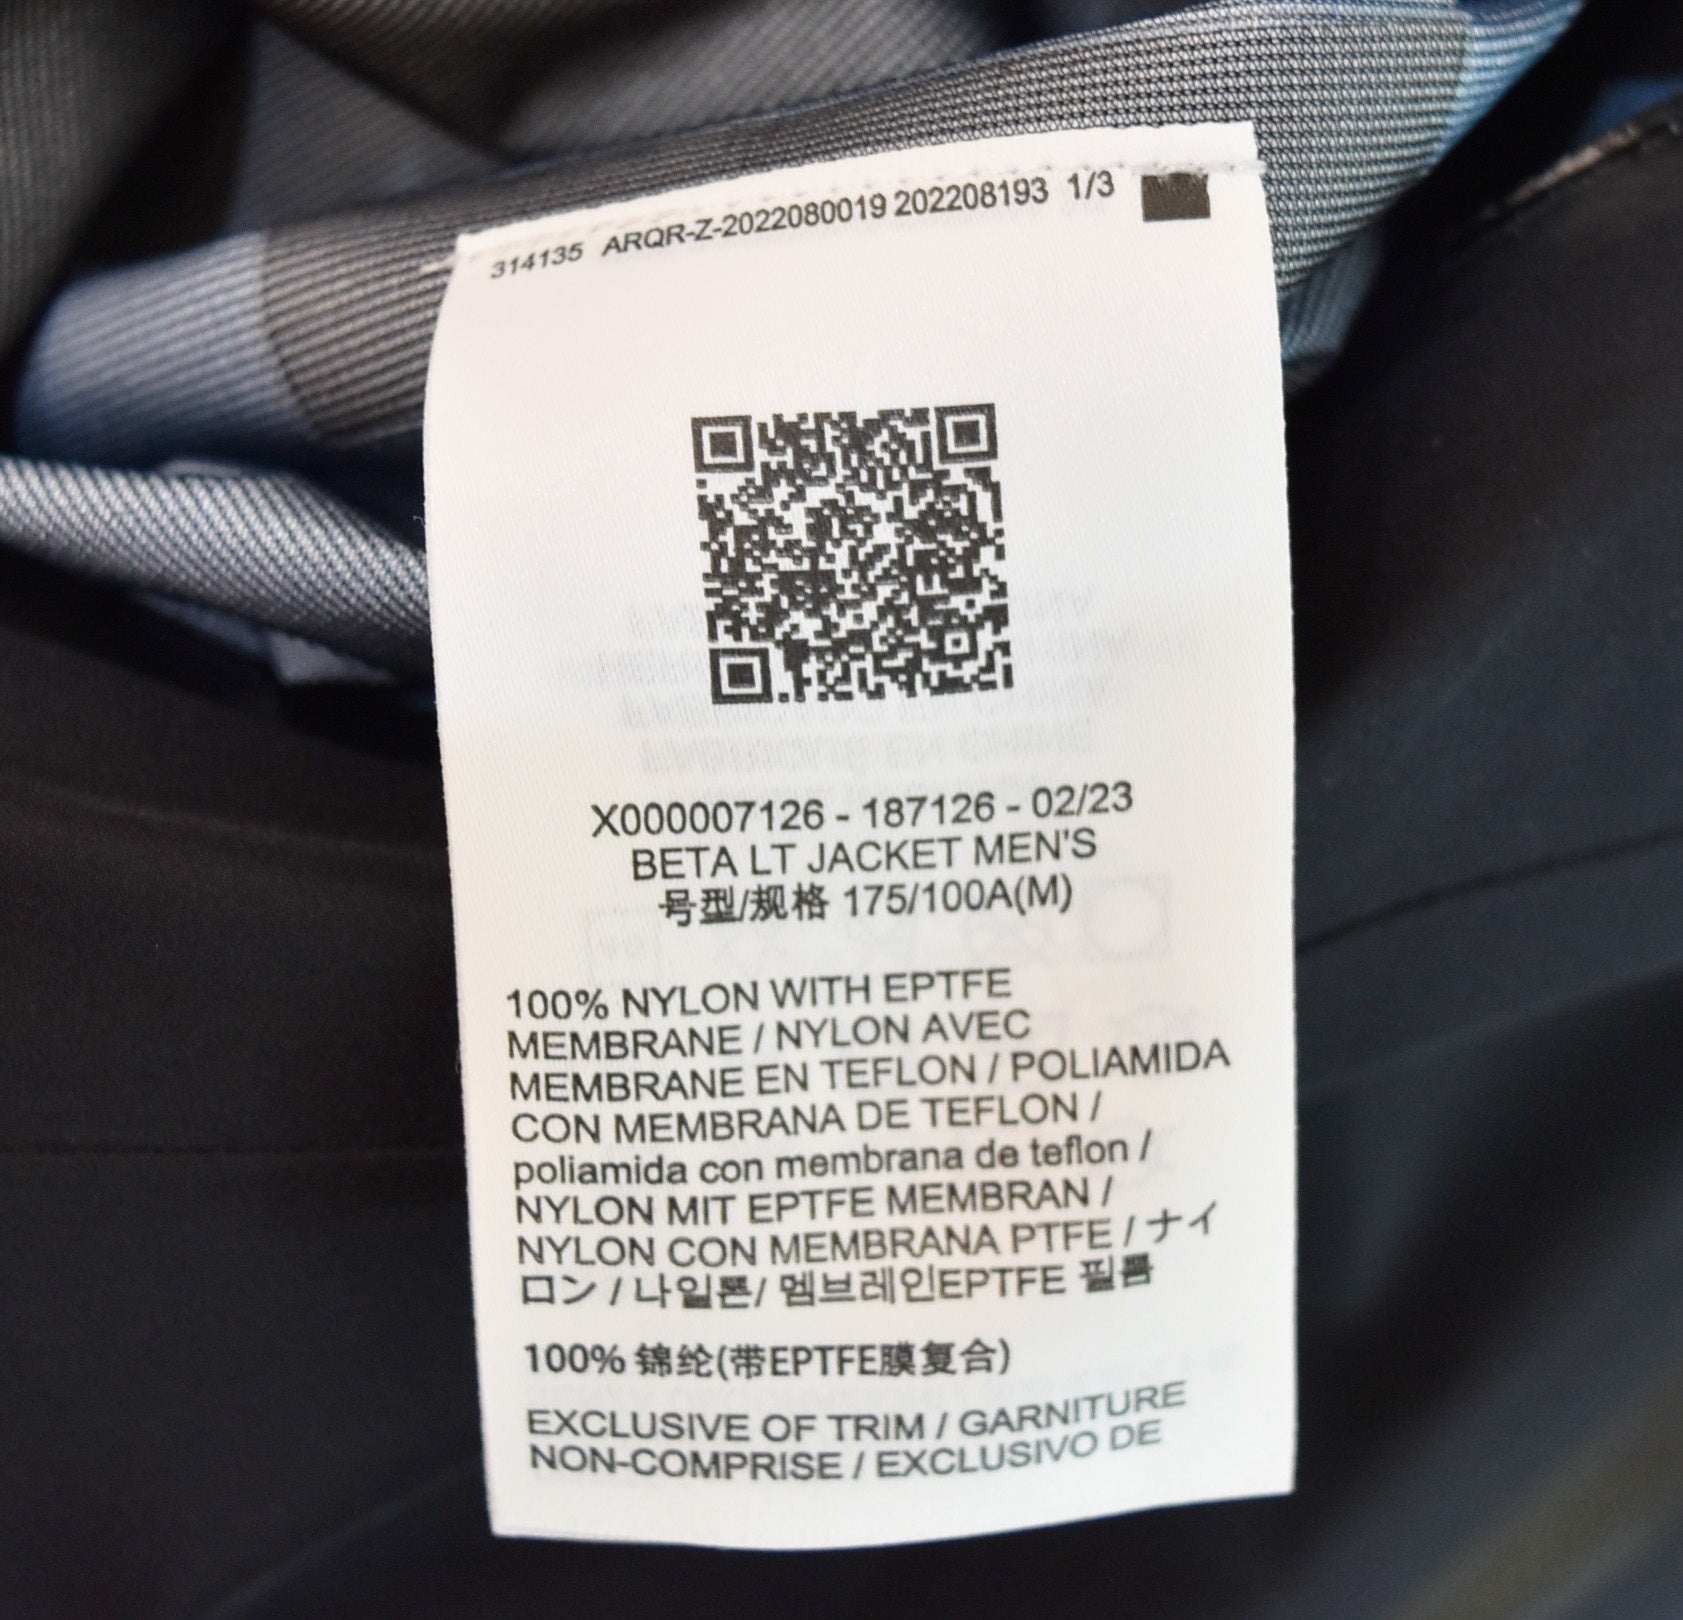 314135 ARQR-Z-2022080019 202208193 1/3
X000007126 - 187126 - 02/23
BETA LT JACKET MEN'S
号型/规格 175/100A(M)
100% NYLON WITH EPTFE
MEMBRANE / NYLON AVEC
MEMBRANE EN TEFLON / POLIAMIDA
CON MEMBRANA DE TEFLON /
poliamida con membrana de teflon /
NYLON MIT EPTFE MEMBRAN /
NYLON CON MEMBRANA PTFE / ナイ
ロン / 나일론/ 멤브레인EPTFE 필름
100% 锦纶(带EPTFE膜复合)
EXCLUSIVE OF TRIM / GARNITURE
NON-COMPRISE / EXCLUSIVO DE